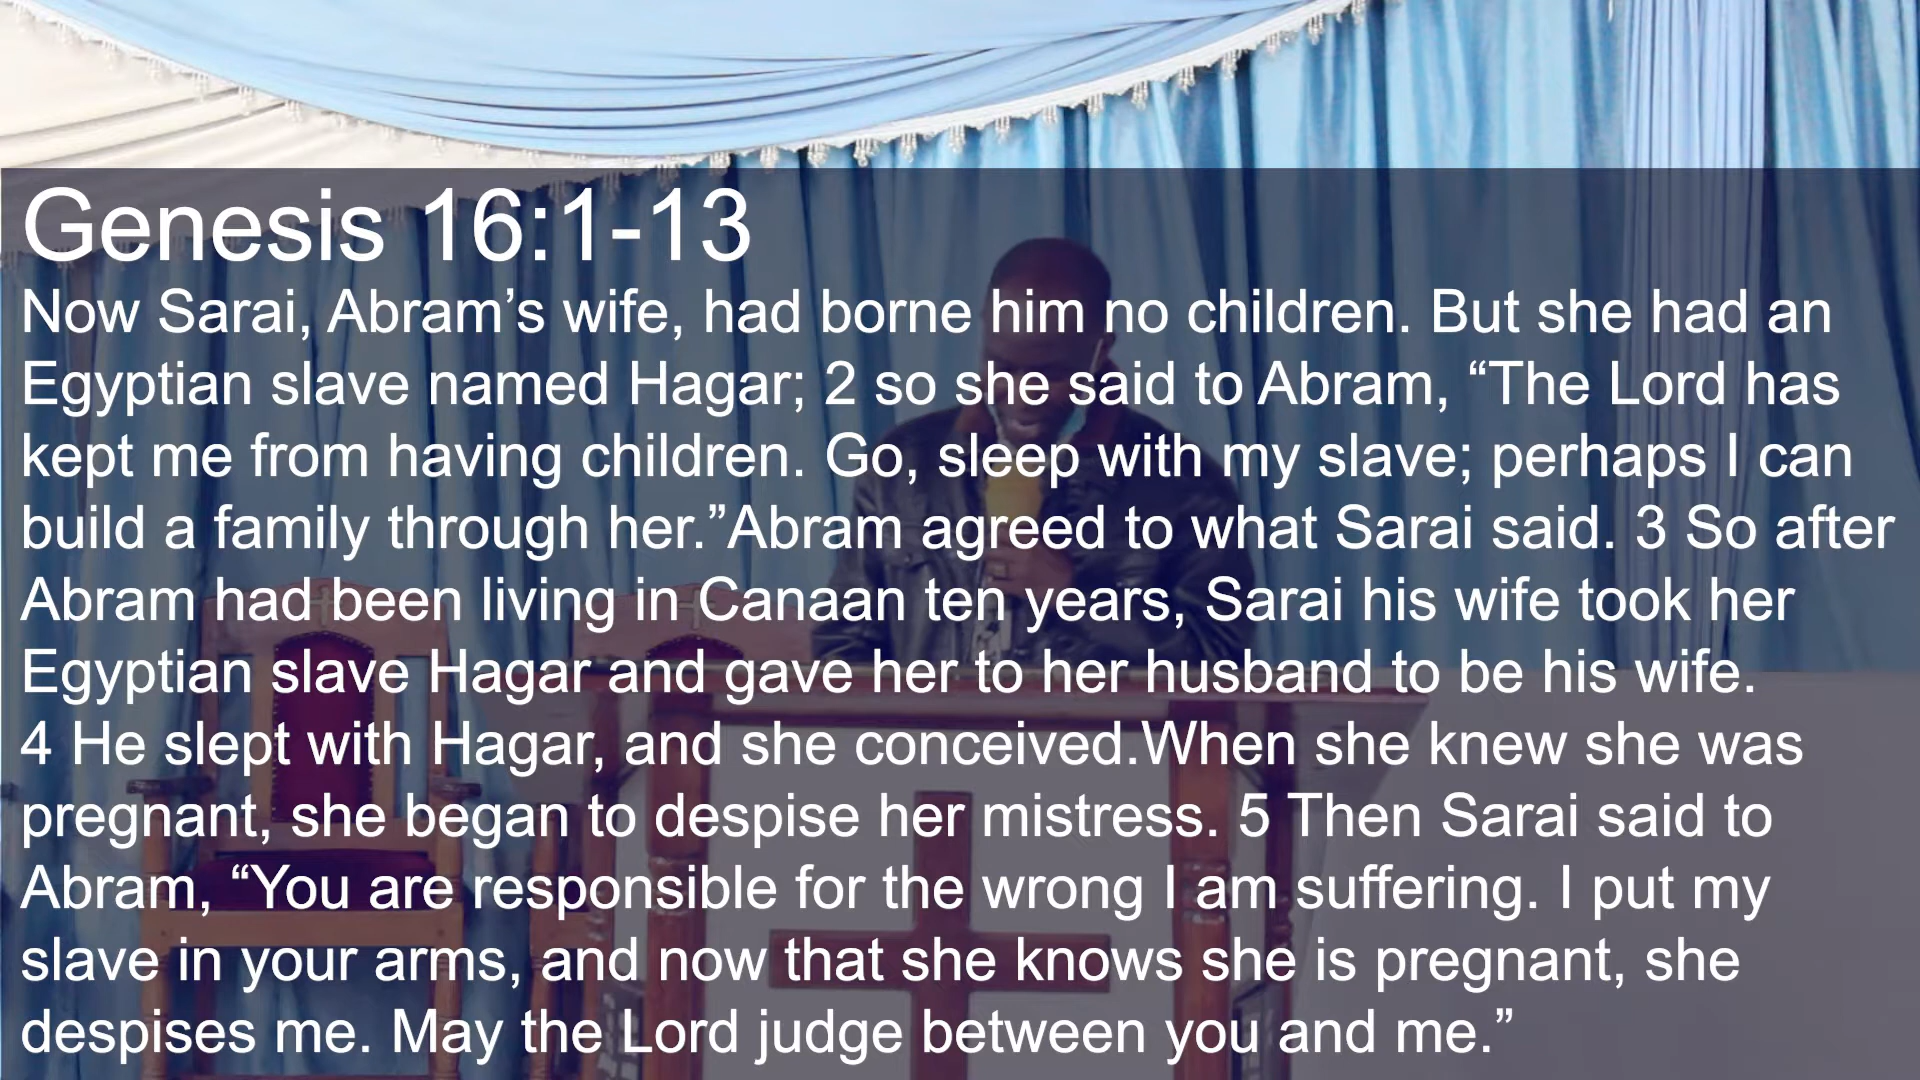 Genesis 16:1-13
Now Sarai, Abram’s wife, had borne him no children. But she had an
Egyptian slave named Hagar; 2 so she said to Abram, “The Lord has
kept me from having children. Go, sleep with my slave; perhaps I can
build a family through her.”Abram agreed to what Sarai said. 3 So after
Abram had been living in Canaan ten years, Sarai his wife took her
Egyptian slave Hagar and gave her to her husband to be his wife.
4 He slept with Hagar, and she conceived.When she knew she was
pregnant, she began to despise her mistress. 5 Then Sarai said to
Abram, “You are responsible for the wrong I am suffering. I put my
slave in your arms, and now that she knows she is pregnant, she
despises me. May the Lord judge between you and me.”